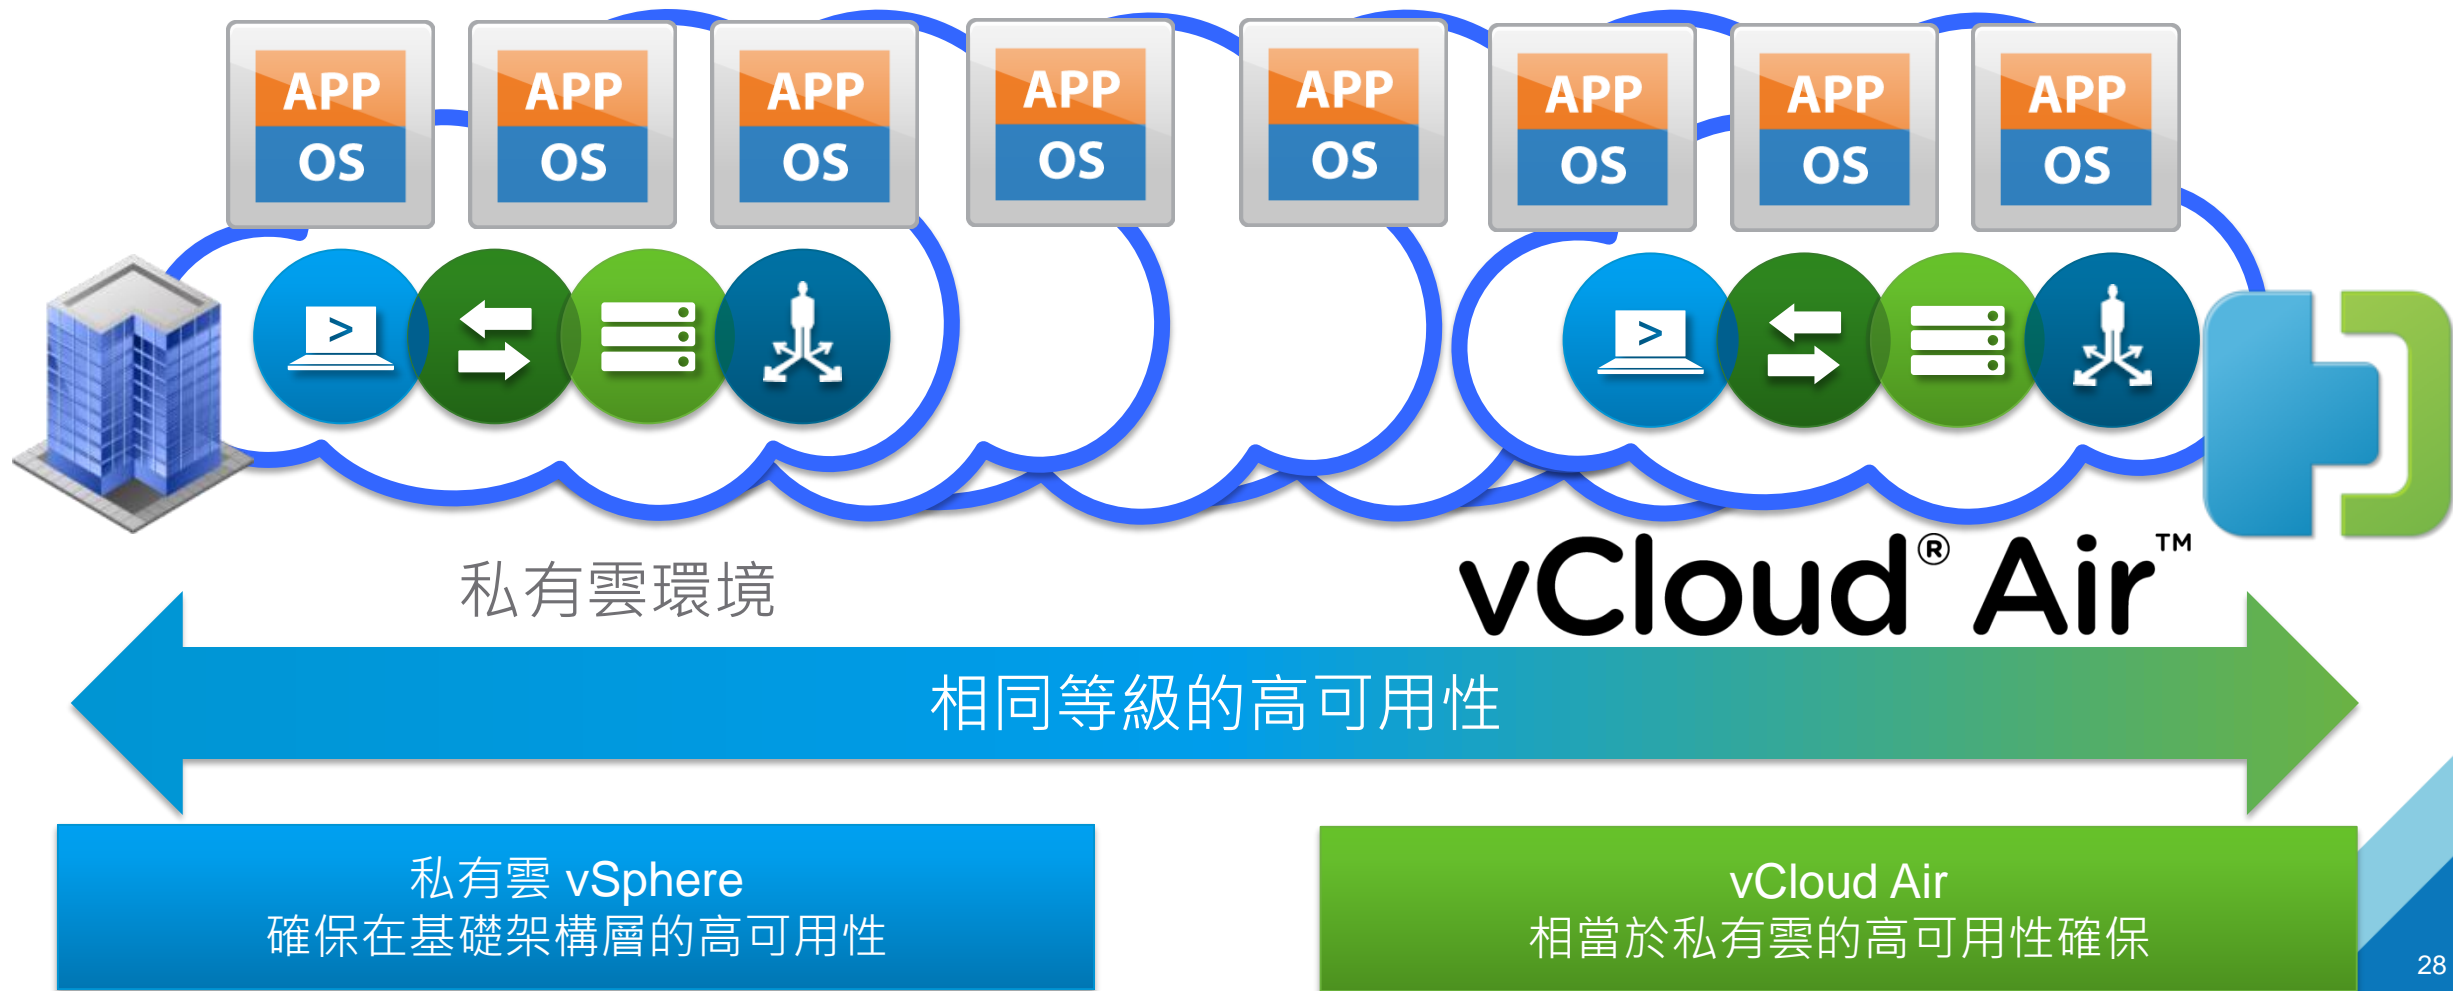 APP APP APP APP APP APP APP APP
OS OS OS OS OS OS OS OS
> >
私有雲環境
vCloud® Air™
相同等級的高可用性
私有雲 vSphere
確保在基礎架構層的高可用性
vCloud Air
相當於私有雲的高可用性確保
28